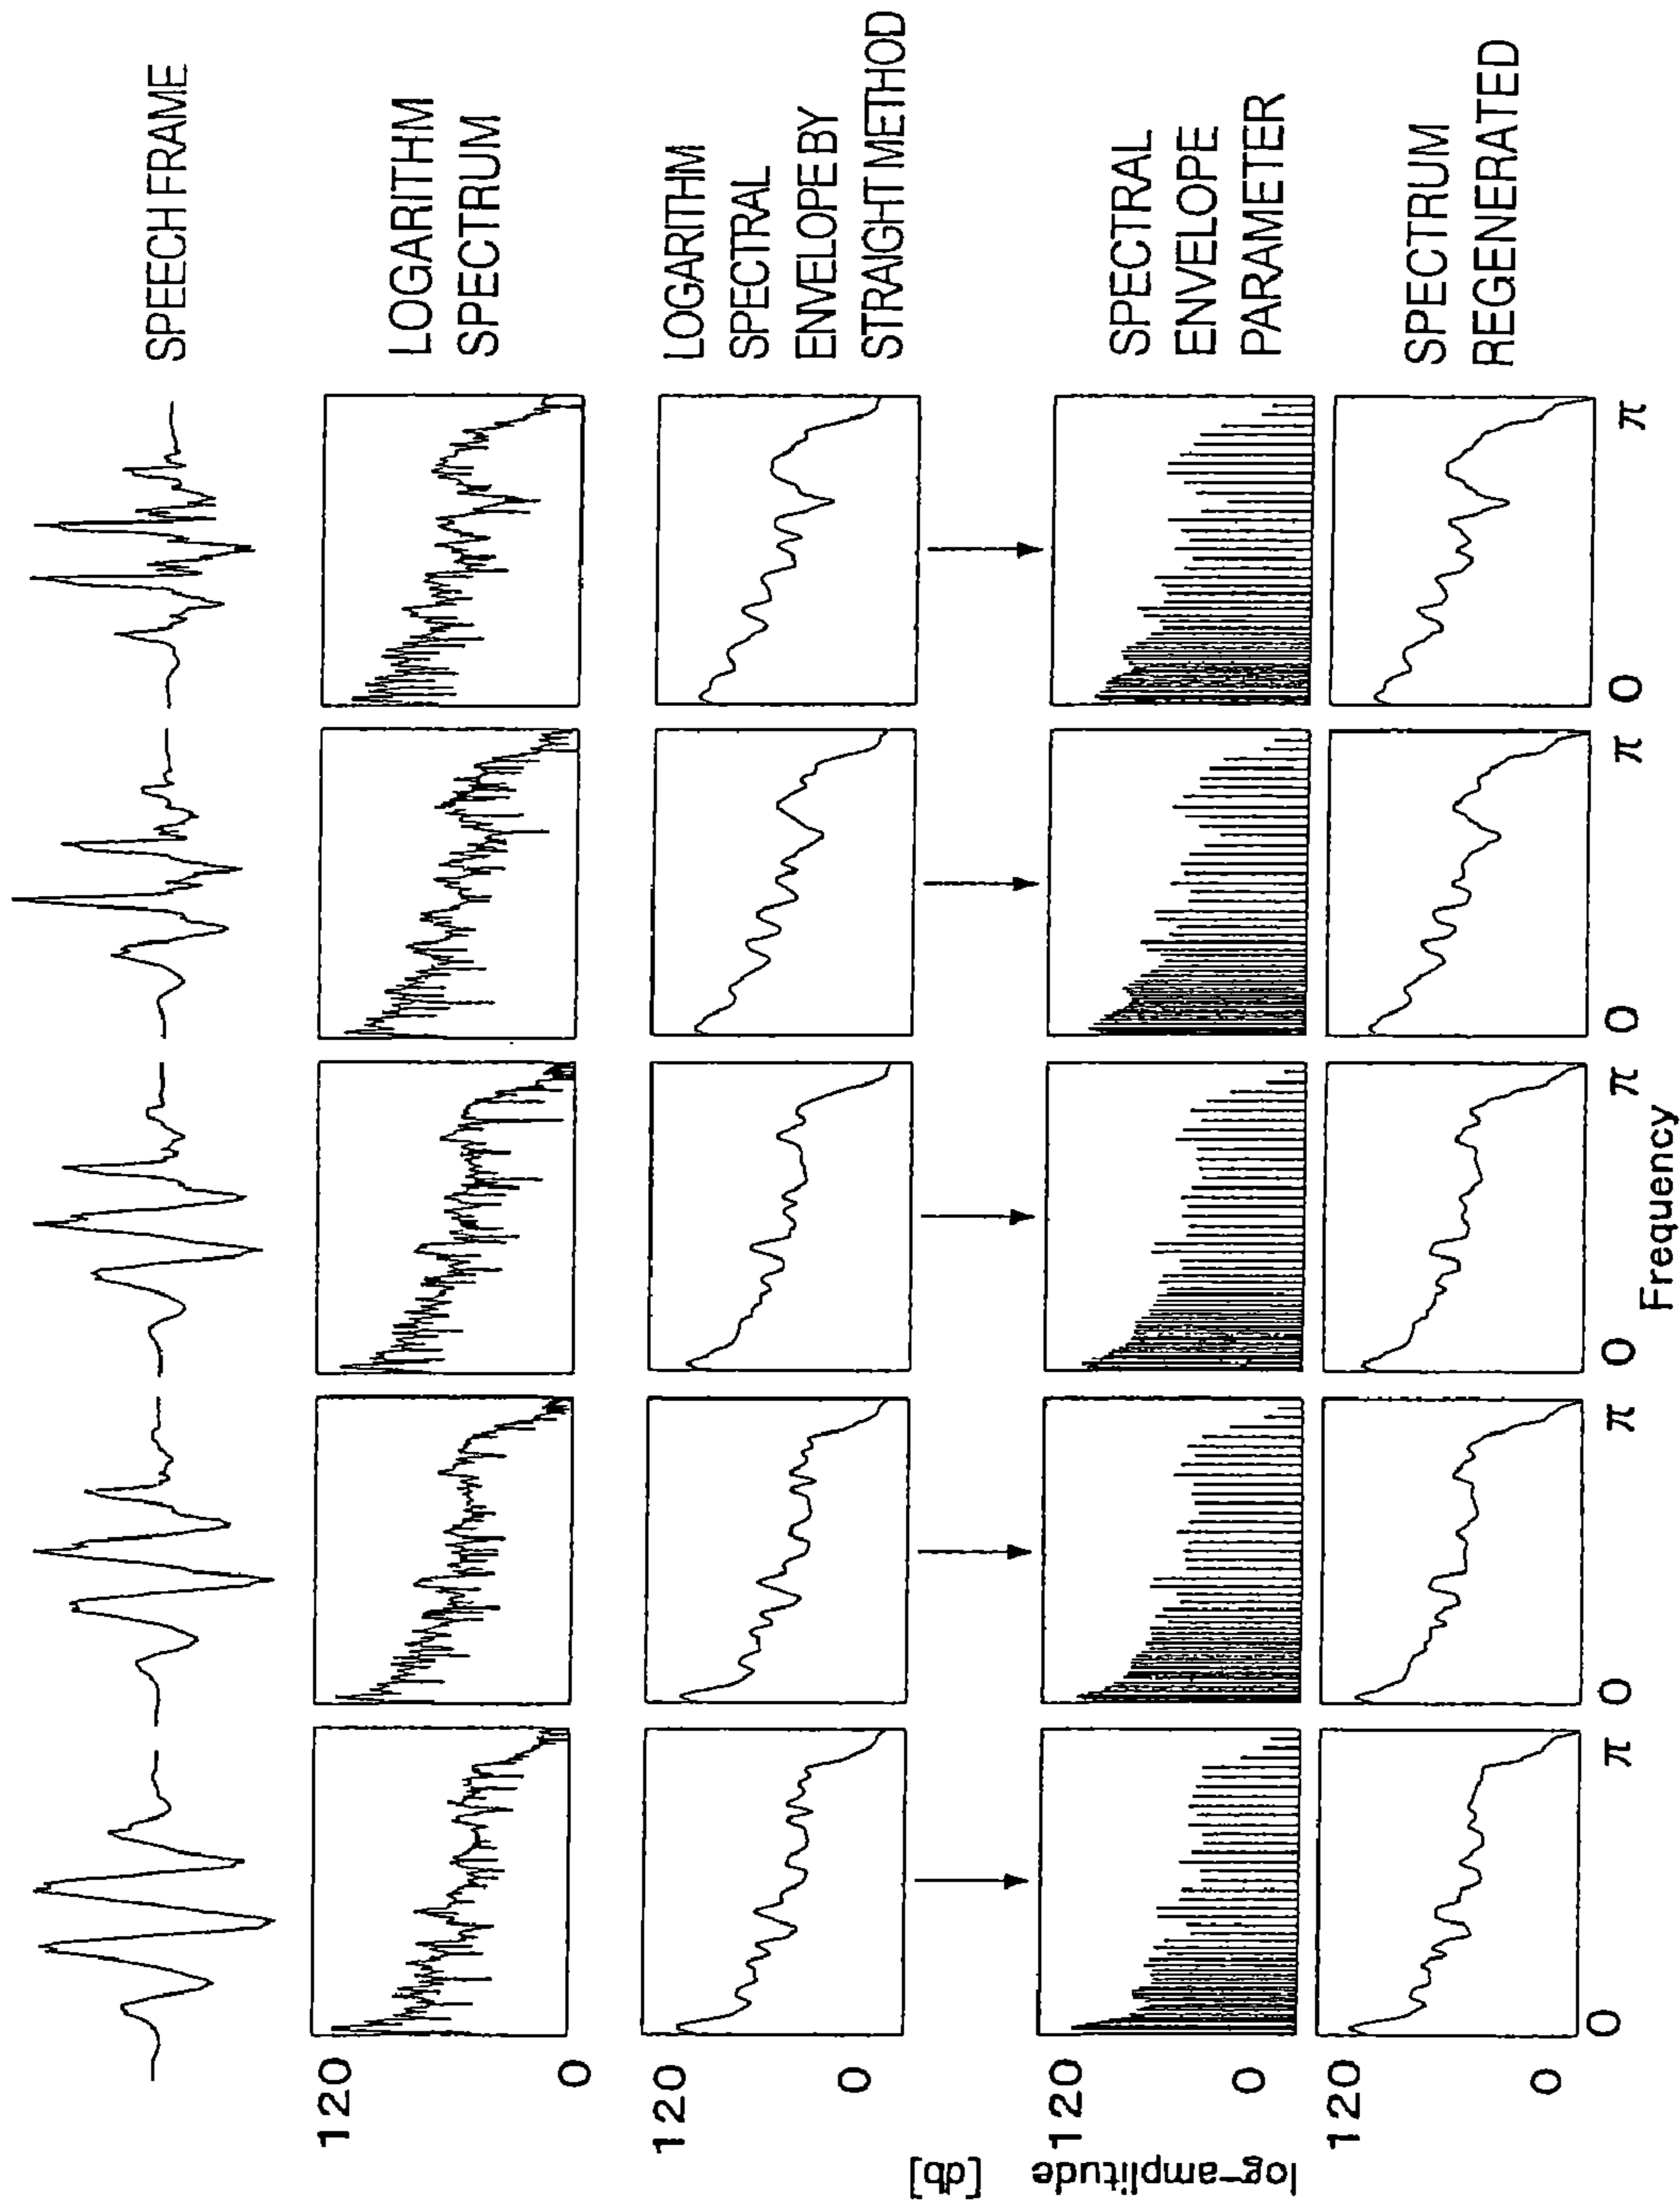 SPEECH FRAME
120
0
LOGARITHM
SPECTRUM
120
0
LOGARITHM
SPECTRAL
ENVELOPE BY
STRAIGHT METHOD
log-amplitude
[db]
120
0
SPECTRAL
ENVELOPE
PARAMETER
120
0
SPECTRUM
REGENERATED
0 π 0 π 0 π 0 π 0 π
Frequency